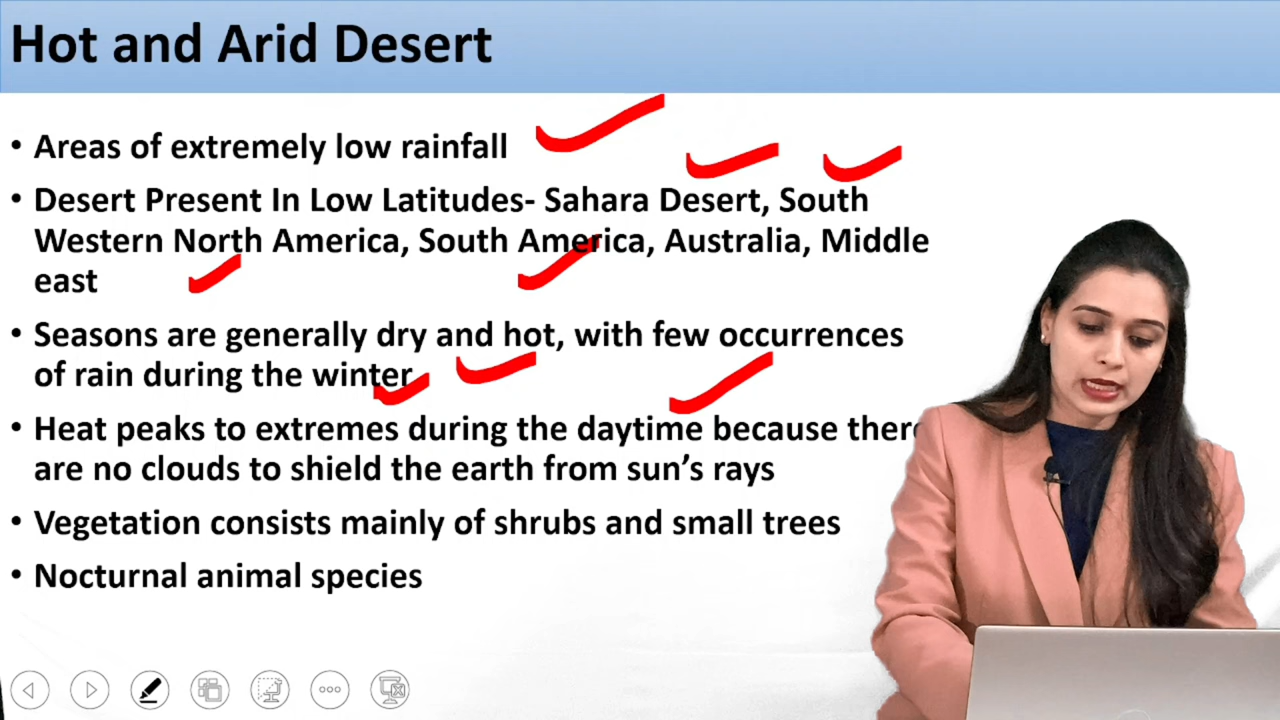 Hot and Arid Desert
• Areas of extremely low rainfall
• Desert Present In Low Latitudes- Sahara Desert, South
Western North America, South America, Australia, Middle
east
• Seasons are generally dry and hot, with few occurrences
of rain during the winter
• Heat peaks to extremes during the daytime because there
are no clouds to shield the earth from sun's rays
• Vegetation consists mainly of shrubs and small trees
• Nocturnal animal species